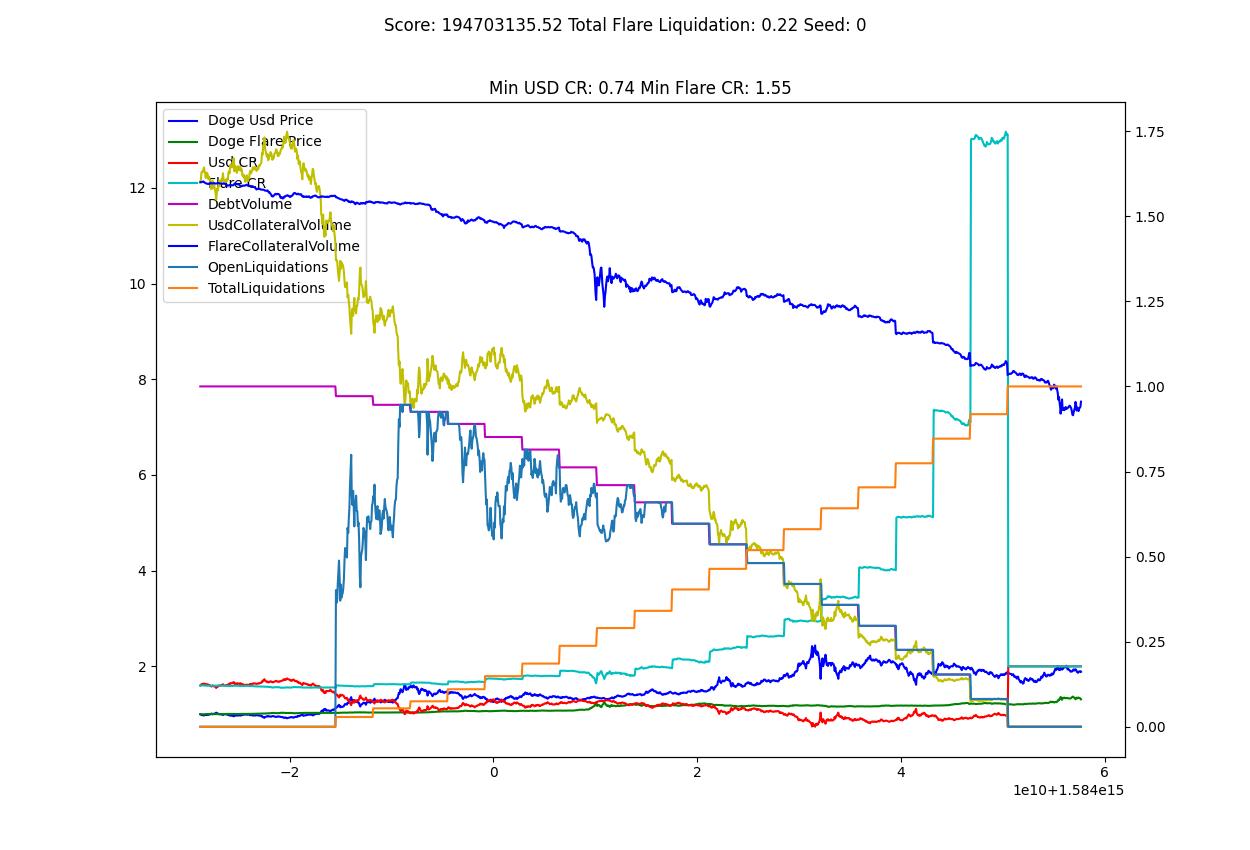 Score: 194703135.52 Total Flare Liquidation: 0.22 Seed: 0
Min USD CR: 0.74 Min Flare CR: 1.55
Doge Usd Price
Doge Flare Price
Usd CR
Flare CR
DebtVolume
UsdCollateralVolume
FlareCollateralVolume
OpenLiquidations
TotalLiquidations
12
10
8
6
4
2
1.75
1.50
1.25
1.00
0.75
0.50
0.25
0.00
−2
0
2
4
6
1e10+1.584e15